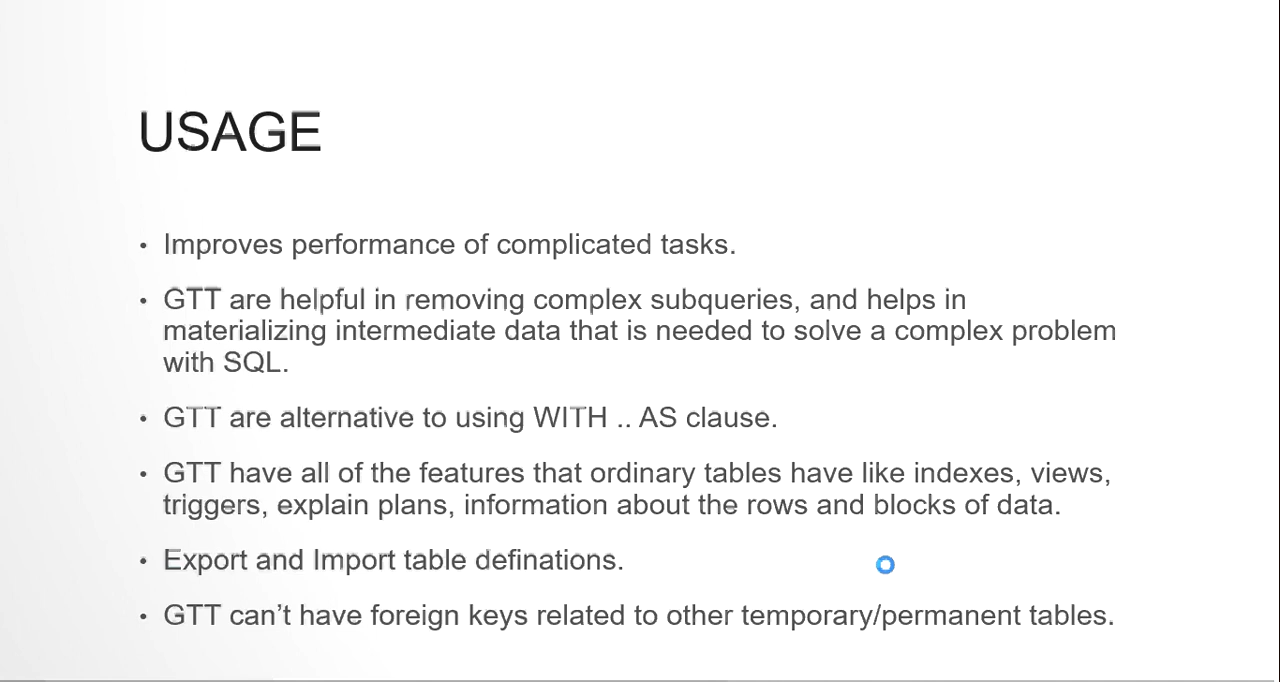 USAGE
• Improves performance of complicated tasks.
• GTT are helpful in removing complex subqueries, and helps in
materializing intermediate data that is needed to solve a complex problem
with SQL.
• GTT are alternative to using WITH .. AS clause.
• GTT have all of the features that ordinary tables have like indexes, views,
triggers, explain plans, information about the rows and blocks of data.
• Export and Import table definations.
• GTT can’t have foreign keys related to other temporary/permanent tables.